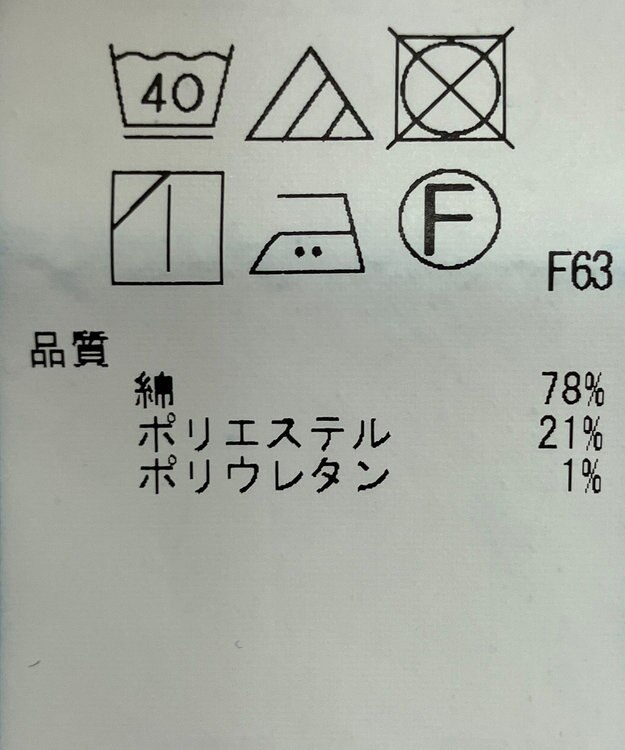 40
F
F63
品質
綿 78%
ポリエステル 21%
ポリウレタン 1%